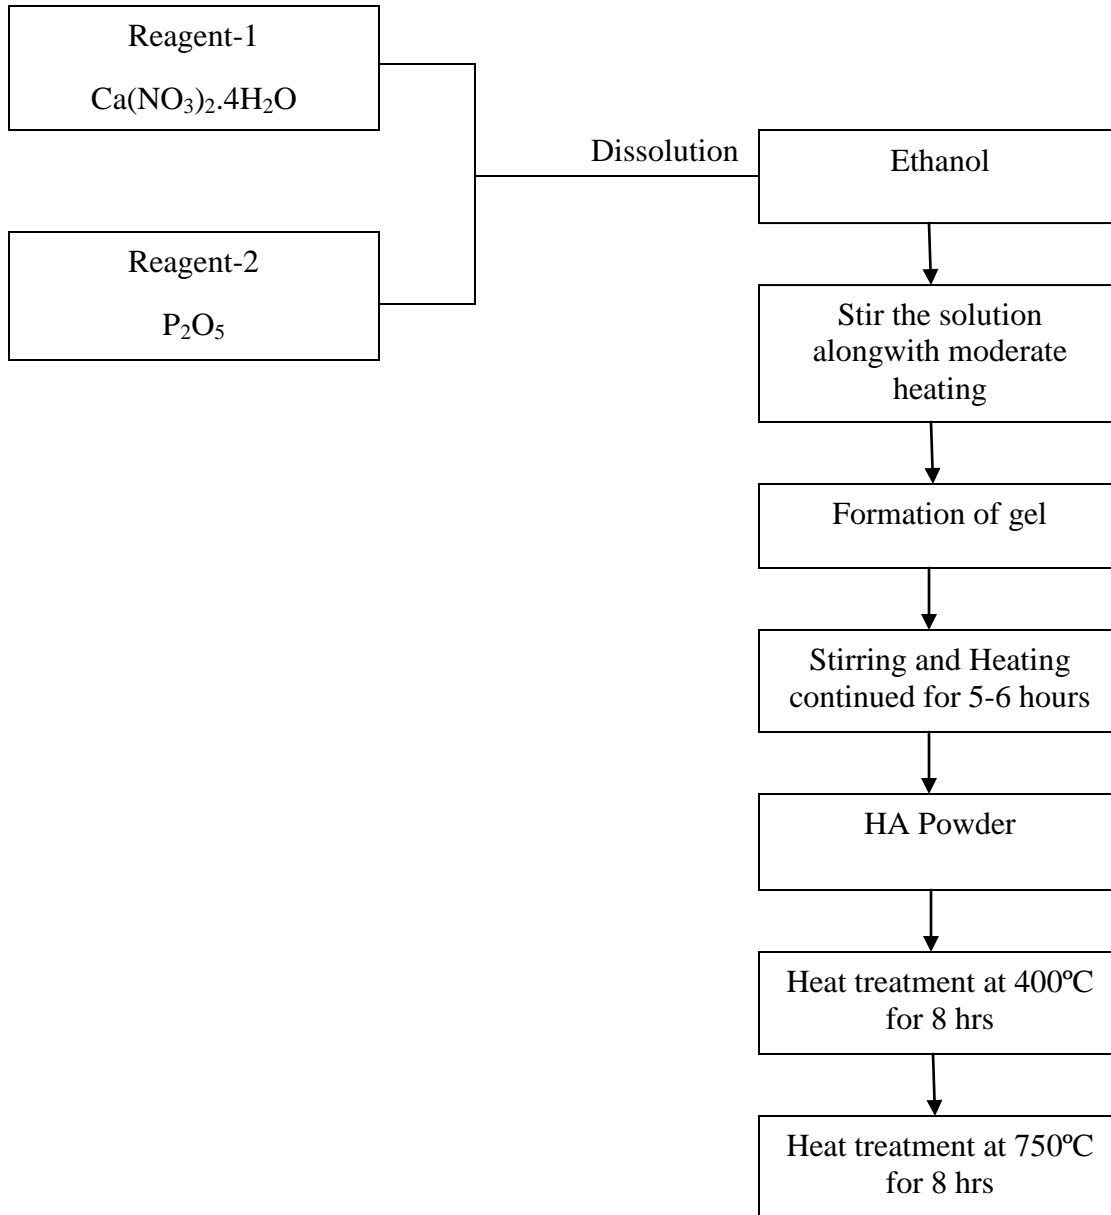 Reagent-1
Ca(NO₃)₂.4H₂O
Reagent-2
P₂O₅
Dissolution
Ethanol
Stir the solution
alongwith moderate
heating
Formation of gel
Stirring and Heating
continued for 5-6 hours
HA Powder
Heat treatment at 400ºC
for 8 hrs
Heat treatment at 750ºC
for 8 hrs